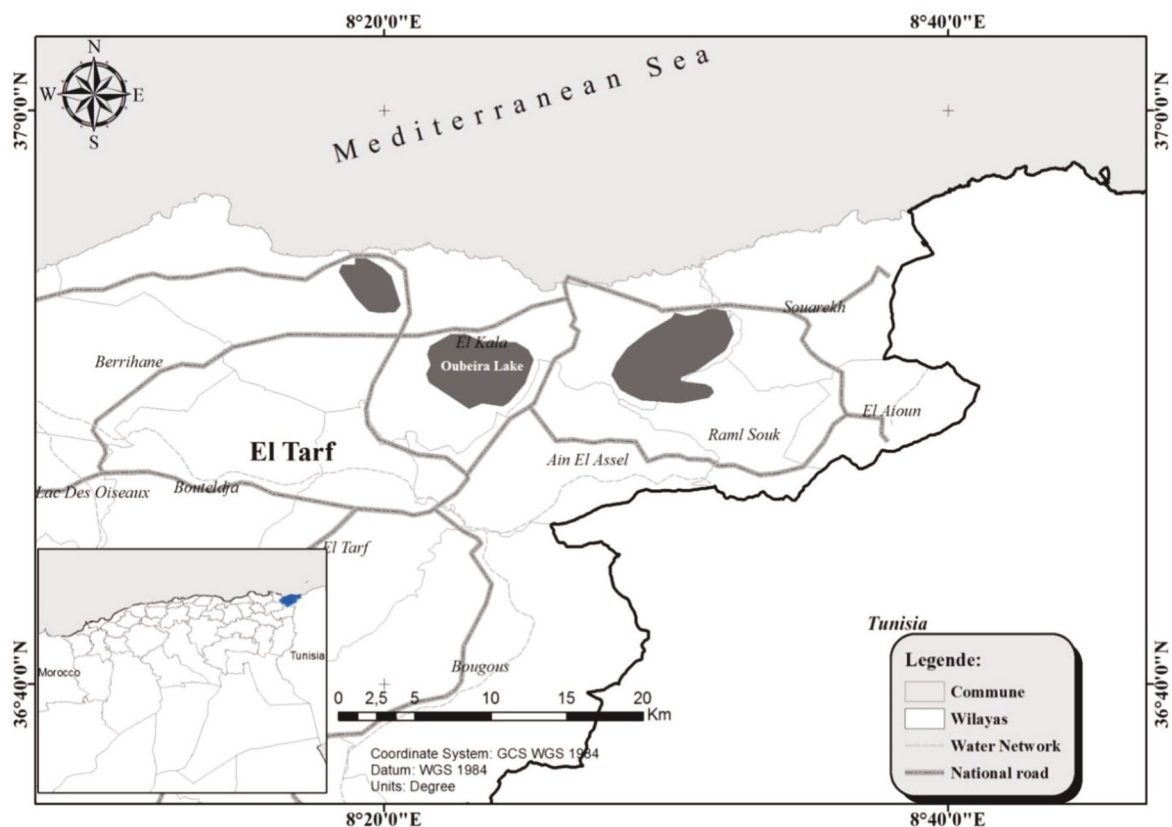 8°20'0"E
8°40'0"E
N
W
E
S
37°0'0"N
37°0'0"N
Mediterranean Sea
Souarekh
El Kala
Oubeira Lake
Berrihane
El Aioun
Raml Souk
El Tarf
Ain El Assel
Lac Des Oiseaux
Bouteldja
El Tarf
Tunisia
Morocco
Tunisia
Bougous
36°40'0"N
36°40'0"N
0 2,5 5 10 15 20
Km
Coordinate System: GCS WGS 1984
Datum: WGS 1984
Units: Degree
Legende:
Commune
Wilayas
Water Network
National road
8°20'0"E
8°40'0"E